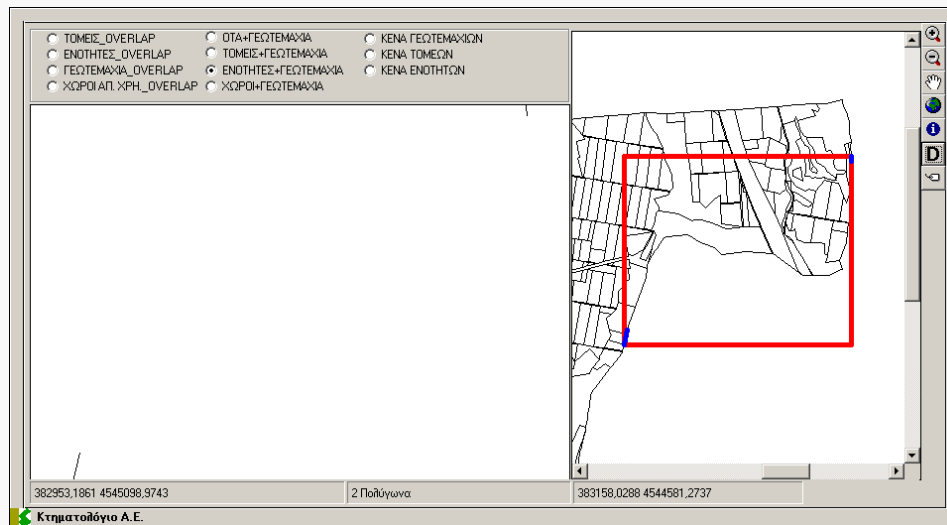 ΤΟΜΕΙΣ_OVERLAP ΟΤΑ+ΓΕΩΤΕΜΑΧΙΑ ΚΕΝΑ ΓΕΩΤΕΜΑΧΙΩΝ
ΕΝΟΤΗΤΕΣ_OVERLAP ΤΟΜΕΙΣ+ΓΕΩΤΕΜΑΧΙΑ ΚΕΝΑ ΤΟΜΕΩΝ
ΓΕΩΤΕΜΑΧΙΑ_OVERLAP ΕΝΟΤΗΤΕΣ+ΓΕΩΤΕΜΑΧΙΑ ΚΕΝΑ ΕΝΟΤΗΤΩΝ
ΧΩΡΟΙ ΑΠ. ΧΡΗ._OVERLAP ΧΩΡΟΙ+ΓΕΩΤΕΜΑΧΙΑ
D
382953,1861 4545098,9743 2 Πολύγωνα 383158,0288 4544581,2737
Κτηματολόγιο Α.Ε.